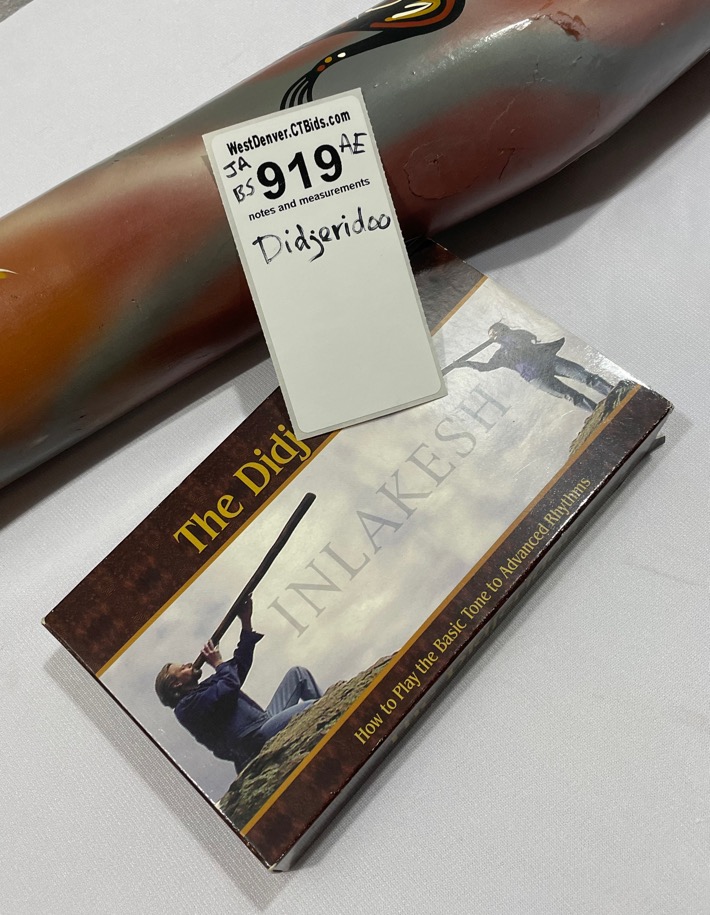 WestDenver.CTBids.com
JA
BS 919 AE
notes and measurements
Didjeridoo
The Didj
INLAKESH
How to Play the Basic Tone to Advanced Rhythms